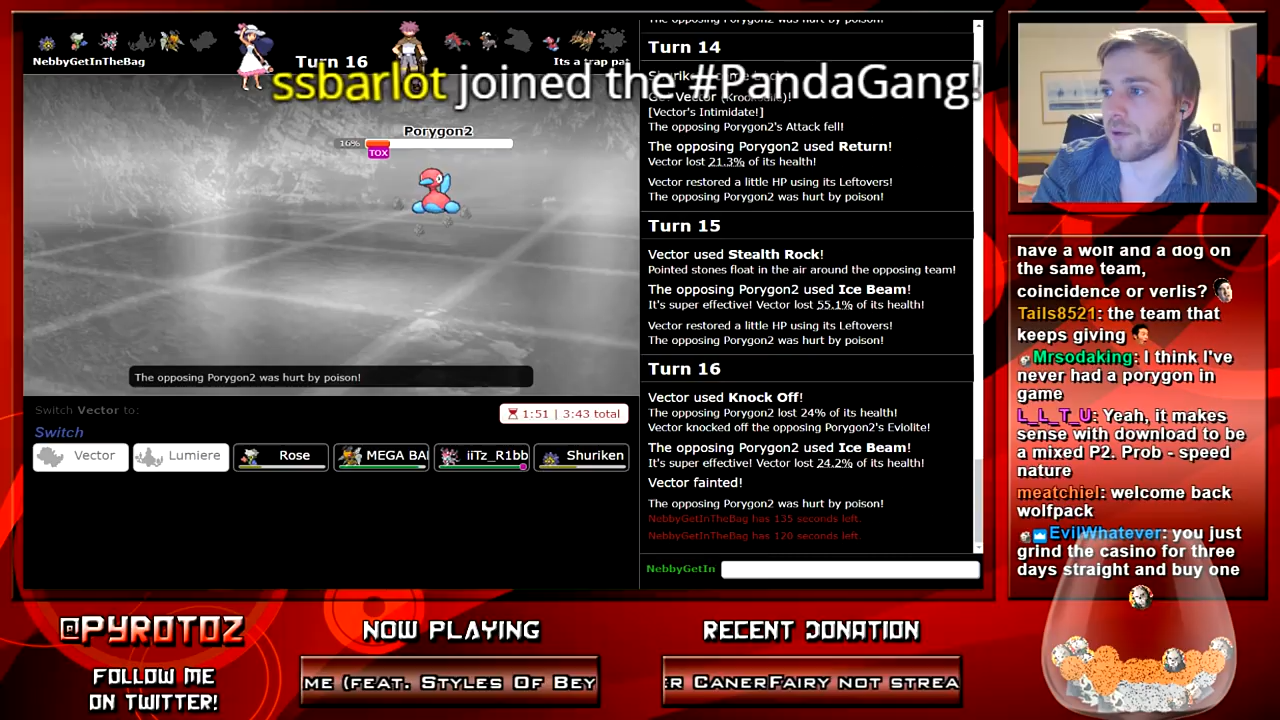 NebbyGetInTheBag
Turn 16
Its a trap pat
ssbarlot joined the #PandaGang!
Porygon2
16%
TOX
The opposing Porygon2 was hurt by poison!
Switch Vector to:
1:51 | 3:43 total
Switch
Vector
Lumiere
Rose
MEGA BA
iiTz_R1bb
Shuriken
The opposing Porygon2 was hurt by poison!
Turn 14
Go! Vector (Krookodile)!
[Vector's Intimidate!]
The opposing Porygon2's Attack fell!
The opposing Porygon2 used Return!
Vector lost 21.3% of its health!
Vector restored a little HP using its Leftovers!
The opposing Porygon2 was hurt by poison!
Turn 15
Vector used Stealth Rock!
Pointed stones float in the air around the opposing team!
The opposing Porygon2 used Ice Beam!
It's super effective! Vector lost 55.1% of its health!
Vector restored a little HP using its Leftovers!
The opposing Porygon2 was hurt by poison!
Turn 16
Vector used Knock Off!
The opposing Porygon2 lost 24% of its health!
Vector knocked off the opposing Porygon2's Eviolite!
The opposing Porygon2 used Ice Beam!
It's super effective! Vector lost 24.2% of its health!
Vector fainted!
The opposing Porygon2 was hurt by poison!
NebbyGetInTheBag has 135 seconds left.
NebbyGetInTheBag has 120 seconds left.
NebbyGetIn
have a wolf and a dog on
the same team,
coincidence or verlis?
Tails8521: the team that
keeps giving
Mrsodaking: I think I've
never had a porygon in
game
L_L_T_U: Yeah, it makes
sense with download to be
a mixed P2. Prob - speed
nature
meatchiel: welcome back
wolfpack
EvilWhatever: you just
grind the casino for three
days straight and buy one
@PYROTOZ
FOLLOW ME
ON TWITTER!
NOW PLAYING
ME (FEAT. STYLES OF BEY
RECENT DONATION
ER CANERFAIRY NOT STREA